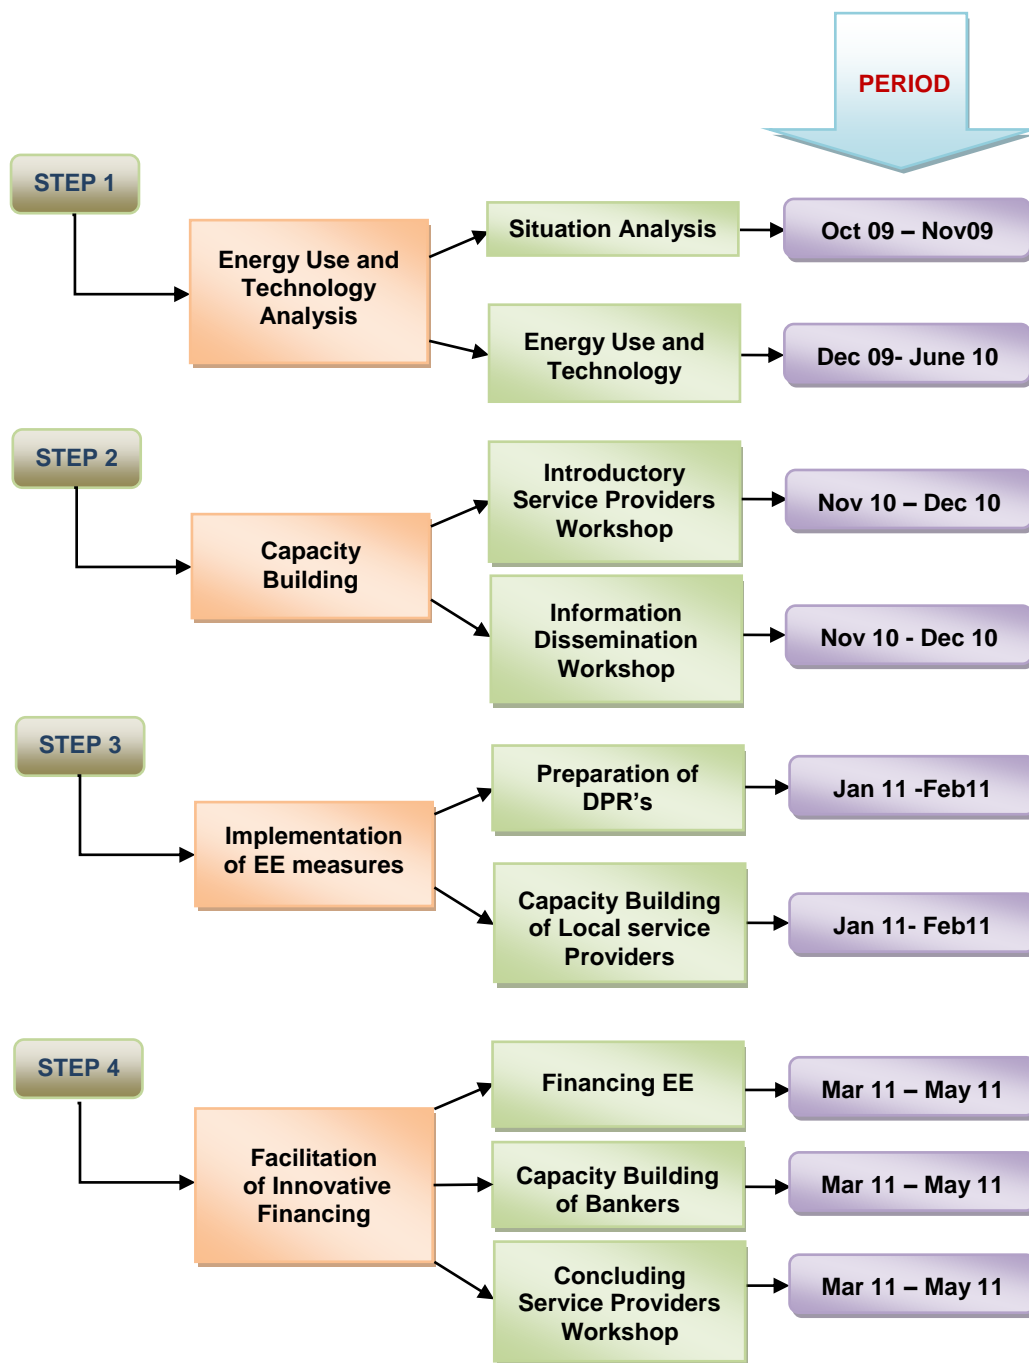 PERIOD
STEP 1
Energy Use and
Technology
Analysis
Situation Analysis
Oct 09 – Nov09
Energy Use and
Technology
Dec 09- June 10
STEP 2
Capacity
Building
Introductory
Service Providers
Workshop
Nov 10 – Dec 10
Information
Dissemination
Workshop
Nov 10 - Dec 10
STEP 3
Implementation
of EE measures
Preparation of
DPR's
Jan 11 -Feb11
Capacity Building
of Local service
Providers
Jan 11- Feb11
STEP 4
Facilitation
of Innovative
Financing
Financing EE
Mar 11 – May 11
Capacity Building
of Bankers
Mar 11 – May 11
Concluding
Service Providers
Workshop
Mar 11 – May 11